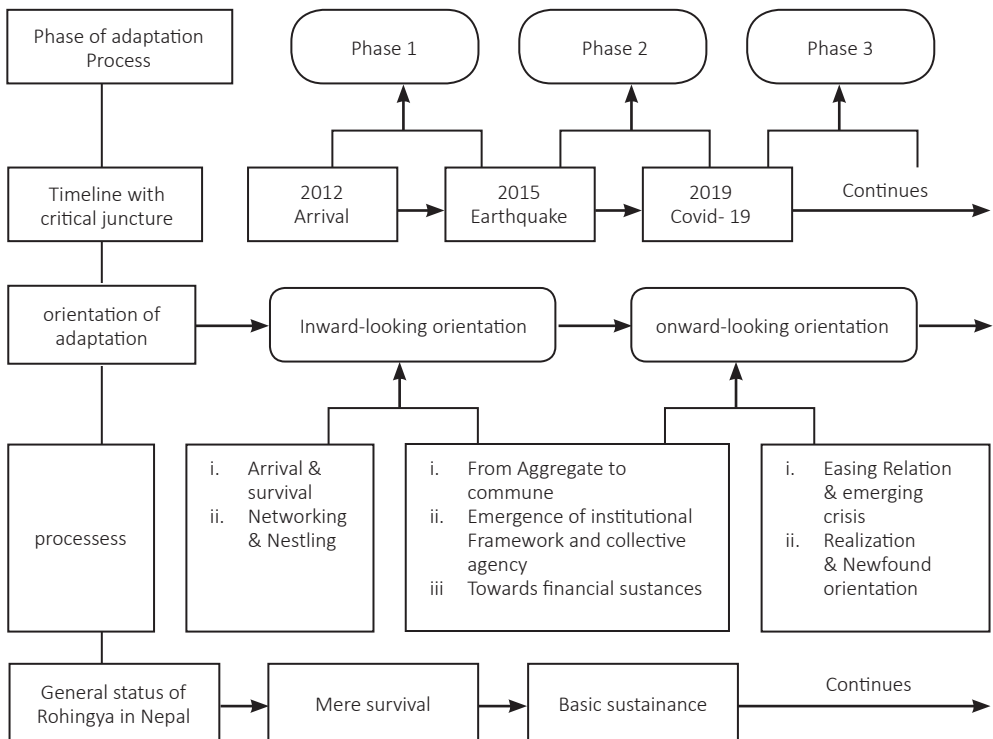 Phase of adaptation
Process
Phase 1
Phase 2
Phase 3
Timeline with
critical juncture
2012
Arrival
2015
Earthquake
2019
Covid- 19
Continues
orientation of
adaptation
Inward-looking orientation
onward-looking orientation
processess
i. Arrival &
survival
ii. Networking
& Nestling
i. From Aggregate to
commune
ii. Emergence of institutional
Framework and collective
agency
iii Towards financial sustances
i. Easing Relation
& emerging
crisis
ii. Realization
& Newfound
orientation
General status of
Rohingya in Nepal
Mere survival
Basic sustainance
Continues